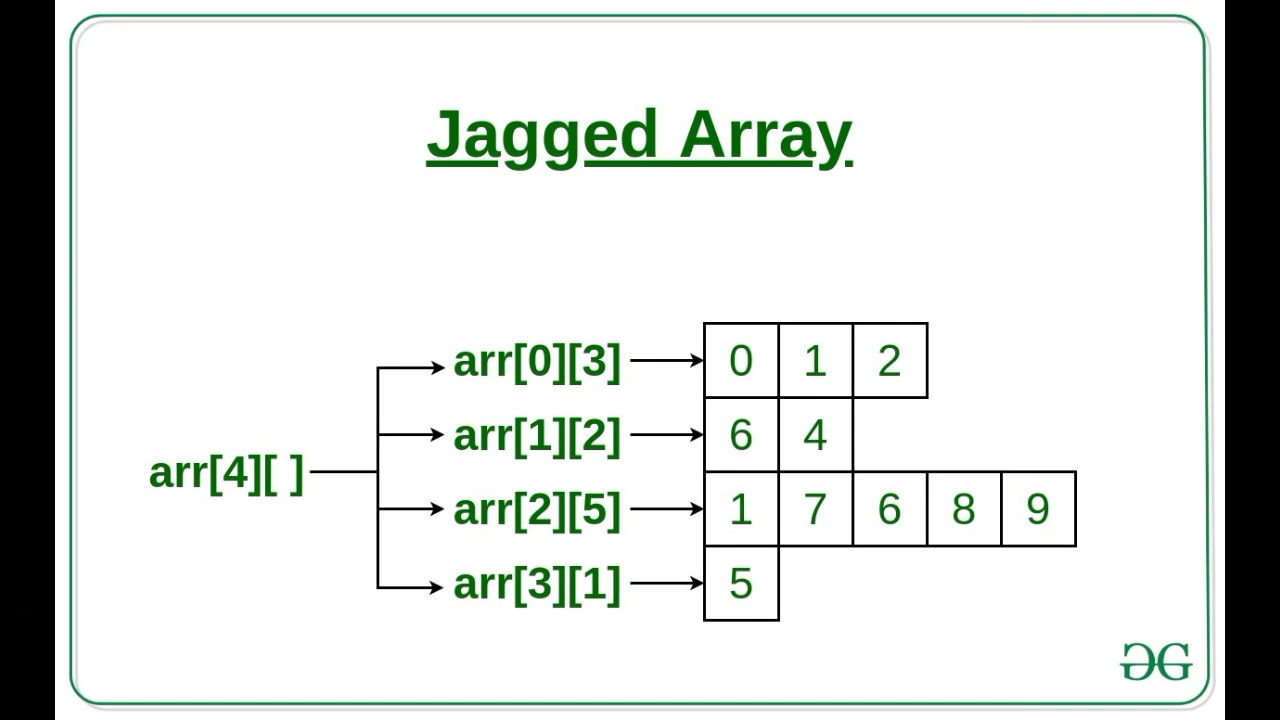 Jagged Array
arr[0][3] 0 1 2
arr[1][2] 6 4
arr[4][ ]
arr[2][5] 1 7 6 8 9
arr[3][1] 5